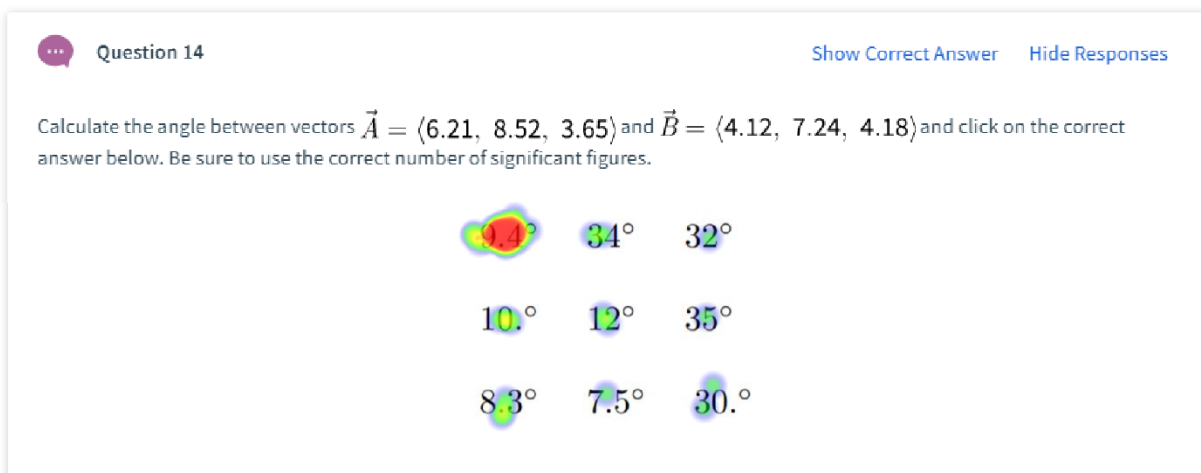 Question 14
Show Correct Answer Hide Responses
Calculate the angle between vectors A⃗ = ⟨6.21, 8.52, 3.65⟩ and B⃗ = ⟨4.12, 7.24, 4.18⟩ and click on the correct
answer below. Be sure to use the correct number of significant figures.
9.4° 34° 32°
10.° 12° 35°
8.3° 7.5° 30.°